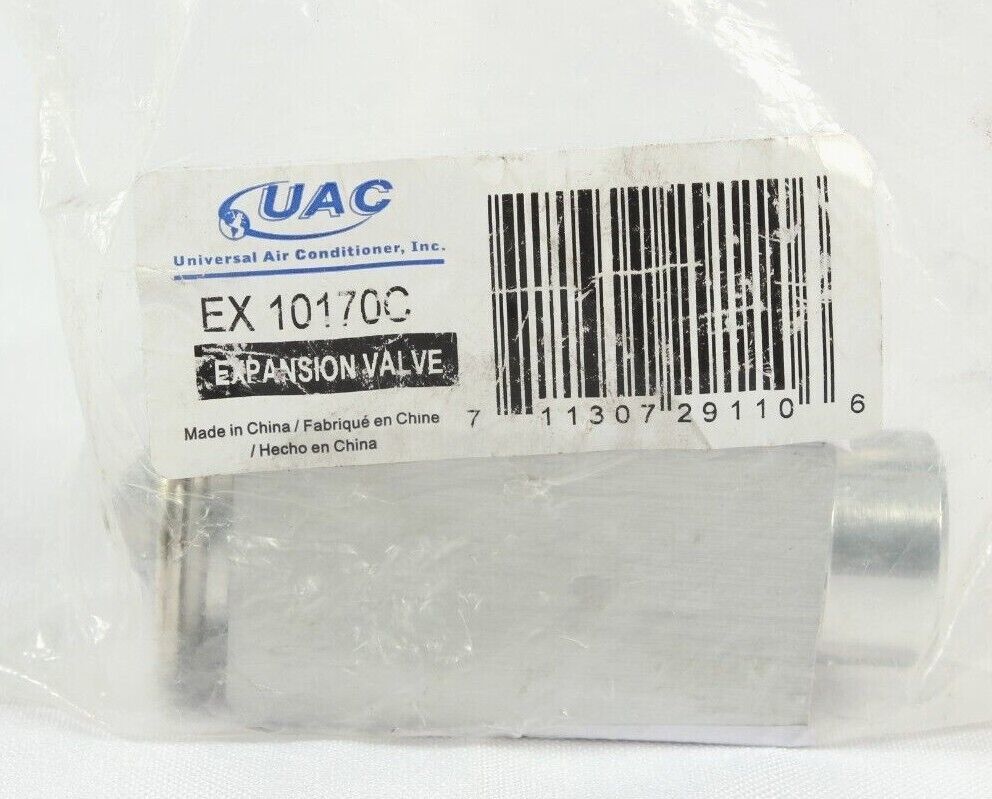 UAC
Universal Air Conditioner, Inc.
EX 10170C
EXPANSION VALVE
Made in China / Fabriqué en Chine
/ Hecho en China
7 11307 29110 6